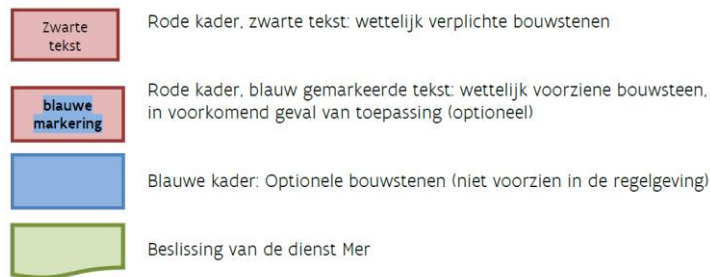 Zwarte
tekst
Rode kader, zwarte tekst: wettelijk verplichte bouwstenen
blauwe
markering
Rode kader, blauw gemarkeerde tekst: wettelijk voorziene bouwsteen,
in voorkomend geval van toepassing (optioneel)
Blauwe kader: Optionele bouwstenen (niet voorzien in de regelgeving)
Beslissing van de dienst Mer